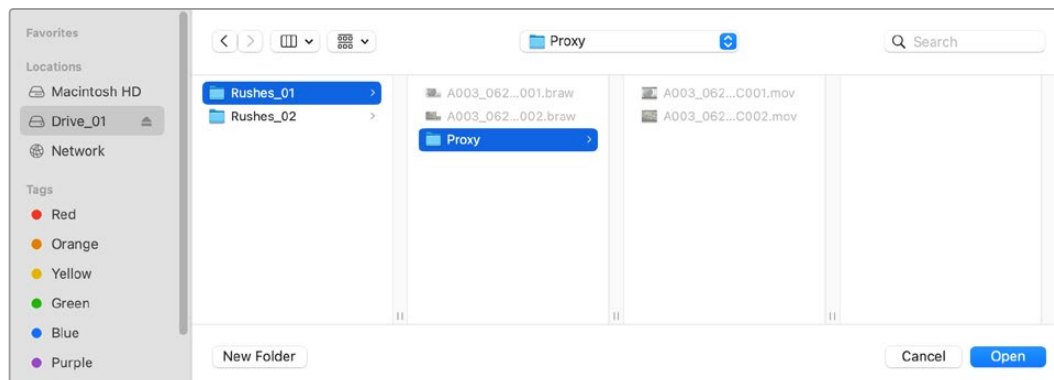 Favorites
Locations
Macintosh HD
Drive_01
Network
Tags
Red
Orange
Yellow
Green
Blue
Purple
Proxy
Search
Rushes_01
Rushes_02
A003_062...001.braw
A003_062...002.braw
Proxy
A003_062...C001.mov
A003_062...C002.mov
New Folder
Cancel
Open